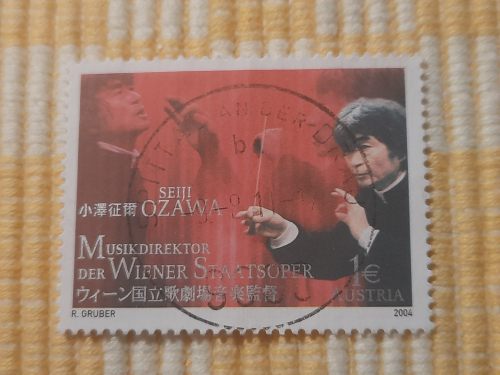 SEIJI
小澤征爾 OZAWA
MUSIKDIREKTOR
DER WIENER STAATSOPER
1€
ウィーン国立歌劇場音楽監督
AUSTRIA
R. GRUBER
2004